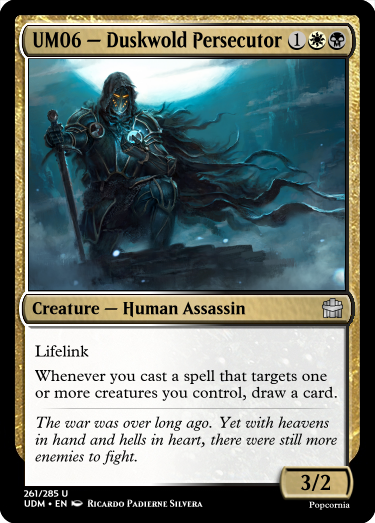 UM06 — Duskwold Persecutor 1
Creature — Human Assassin
Lifelink
Whenever you cast a spell that targets one
or more creatures you control, draw a card.
The war was over long ago. Yet with heavens
in hand and hells in heart, there were still more
enemies to fight.
3/2
261/285 U
UDM • EN Ricardo Padierne Silvera
Popcornia